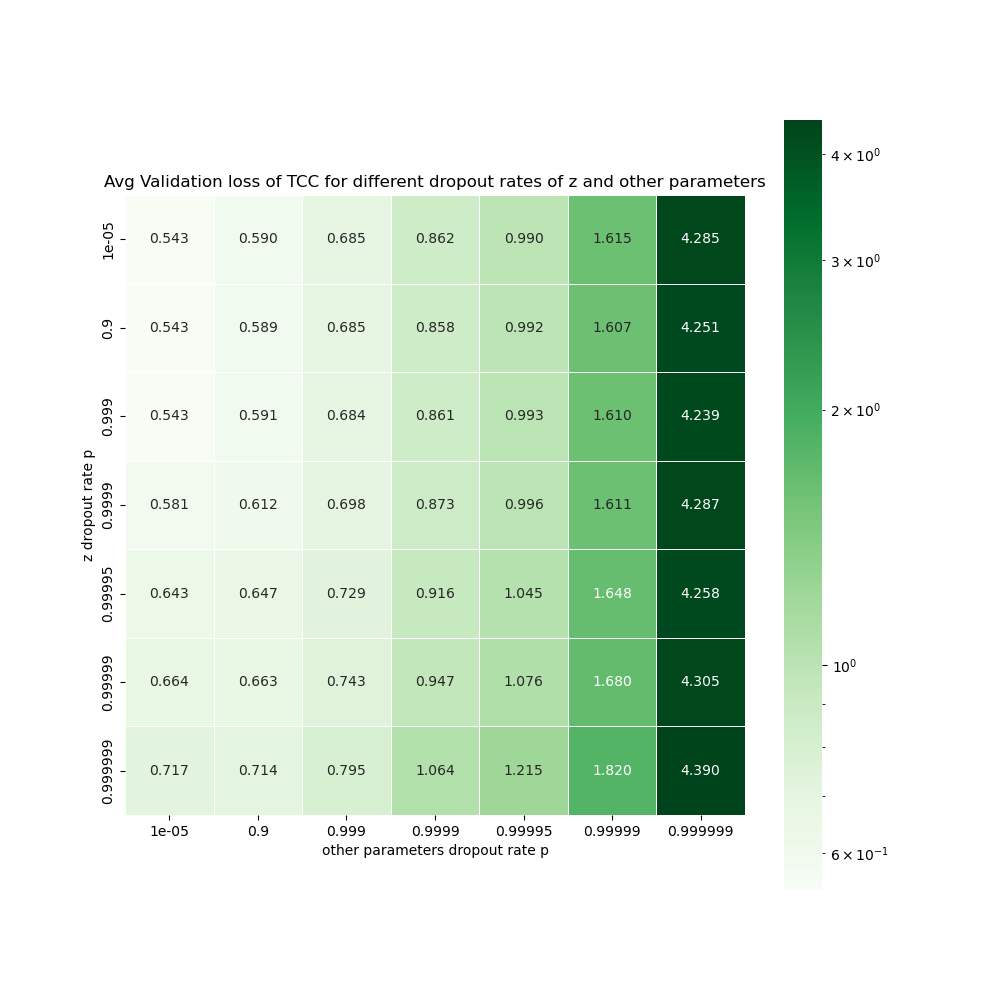 Avg Validation loss of TCC for different dropout rates of z and other parameters
z dropout rate p
1e-05 0.543 0.590 0.685 0.862 0.990 1.615 4.285
0.9 0.543 0.589 0.685 0.858 0.992 1.607 4.251
0.999 0.543 0.591 0.684 0.861 0.993 1.610 4.239
0.9999 0.581 0.612 0.698 0.873 0.996 1.611 4.287
0.99995 0.643 0.647 0.729 0.916 1.045 1.648 4.258
0.99999 0.664 0.663 0.743 0.947 1.076 1.680 4.305
0.999999 0.717 0.714 0.795 1.064 1.215 1.820 4.390
1e-05 0.9 0.999 0.9999 0.99995 0.99999 0.999999
other parameters dropout rate p
4 × 10⁰
3 × 10⁰
2 × 10⁰
10⁰
6 × 10⁻¹